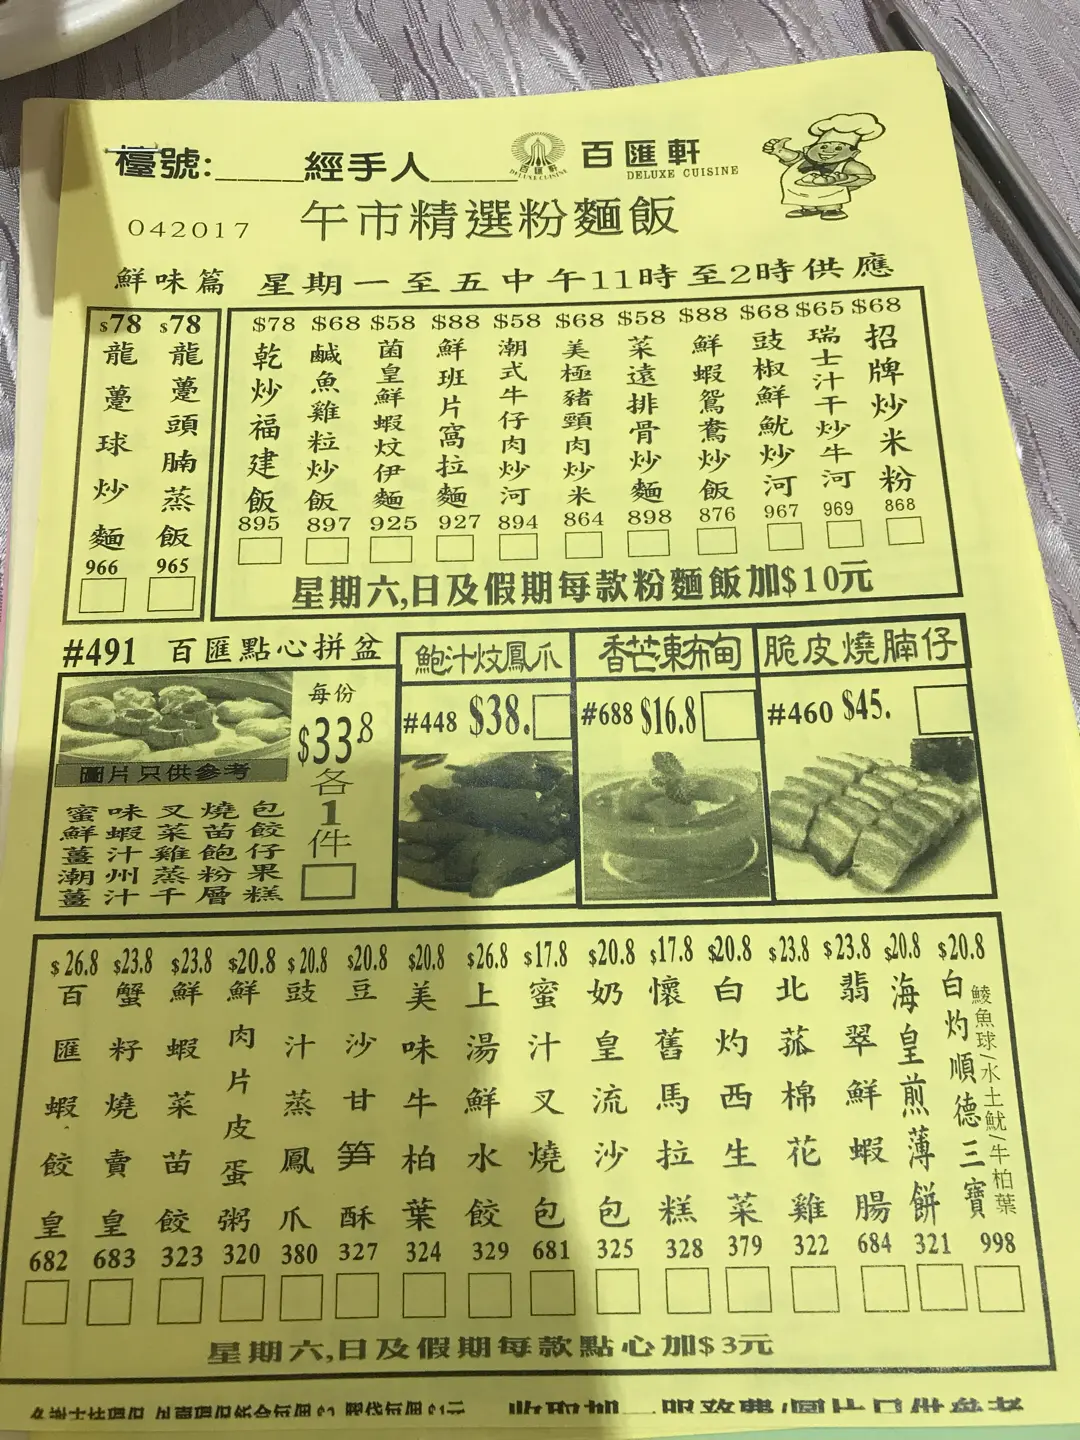 檯號:_____經手人_____ 百匯軒 DELUXE CUISINE 百匯軒
DELUXE CUISINE
042017 午市精選粉麵飯
鮮味篇 星期一至五中午11時至2時供應
$78 龍躉球炒麵 966
$78 龍躉頭腩蒸飯 965
$78 乾炒福建飯 895
$68 鹹魚雞粒炒飯 897
$58 菌皇鮮蝦炆伊麵 925
$88 鮮班片窩拉麵 927
$58 潮式牛仔肉炒河 894
$68 美極豬頸肉炒米 864
$58 菜遠排骨炒麵 898
$88 鮮蝦鴛鴦炒飯 876
$68 豉椒鮮魷炒河 967
$65 瑞士汁干炒牛河 969
$68 招牌炒米粉 868
星期六,日及假期每款粉麵飯加$10元
#491 百匯點心拼盆
每份
$33.8
各1件
圖片只供參考
蜜味叉燒包
鮮蝦菜苗餃
薑汁雞飽仔
潮州蒸粉果
薑汁千層糕
鮑汁炆鳳爪
#448 $38.
香芒凍布甸
#688 $16.8
脆皮燒腩仔
#460 $45.
$26.8 百匯蝦餃皇 682
$23.8 蟹籽燒賣皇 683
$23.8 鮮蝦菜苗餃 323
$20.8 鮮肉片皮蛋粥 320
$20.8 豉汁蒸鳳爪 380
$20.8 豆沙甘笋酥 327
$20.8 美味牛柏葉 324
$26.8 上湯鮮水餃 329
$17.8 蜜汁叉燒包 681
$20.8 奶皇流沙包 325
$17.8 懷舊馬拉糕 328
$20.8 白灼西生菜 379
$23.8 北菰棉花雞 322
$23.8 翡翠鮮蝦腸 684
$20.8 海皇煎薄餅 321
$20.8 白灼順德三寶 鯪魚球/水土魷/牛柏葉 998
星期六,日及假期每款點心加$3元